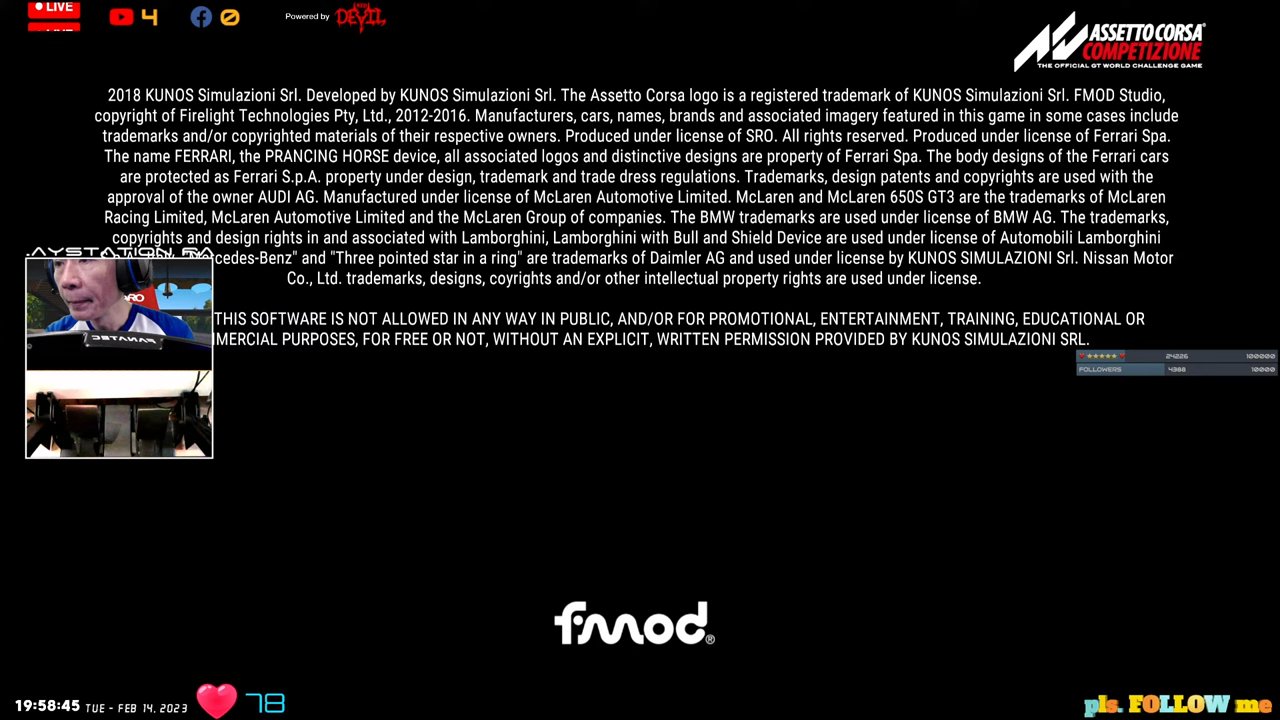 LIVE
LIVE
4
0
Powered by
DEVIL
ASSETTO CORSA
COMPETIZIONE
THE OFFICIAL GT WORLD CHALLENGE GAME
2018 KUNOS Simulazioni Srl. Developed by KUNOS Simulazioni Srl. The Assetto Corsa logo is a registered trademark of KUNOS Simulazioni Srl. FMOD Studio,
copyright of Firelight Technologies Pty, Ltd., 2012-2016. Manufacturers, cars, names, brands and associated imagery featured in this game in some cases include
trademarks and/or copyrighted materials of their respective owners. Produced under license of SRO. All rights reserved. Produced under license of Ferrari Spa.
The name FERRARI, the PRANCING HORSE device, all associated logos and distinctive designs are property of Ferrari Spa. The body designs of the Ferrari cars
are protected as Ferrari S.p.A. property under design, trademark and trade dress regulations. Trademarks, design patents and copyrights are used with the
approval of the owner AUDI AG. Manufactured under license of McLaren Automotive Limited. McLaren and McLaren 650S GT3 are the trademarks of McLaren
Racing Limited, McLaren Automotive Limited and the McLaren Group of companies. The BMW trademarks are used under license of BMW AG. The trademarks,
copyrights and design rights in and associated with Lamborghini, Lamborghini with Bull and Shield Device are used under license of Automobili Lamborghini
cedes-Benz" and "Three pointed star in a ring" are trademarks of Daimler AG and used under license by KUNOS SIMULAZIONI Srl. Nissan Motor
Co., Ltd. trademarks, designs, coyrights and/or other intellectual property rights are used under license.
THIS SOFTWARE IS NOT ALLOWED IN ANY WAY IN PUBLIC, AND/OR FOR PROMOTIONAL, ENTERTAINMENT, TRAINING, EDUCATIONAL OR
MERCIAL PURPOSES, FOR FREE OR NOT, WITHOUT AN EXPLICIT, WRITTEN PERMISSION PROVIDED BY KUNOS SIMULAZIONI SRL.
FANATEC
24226 100000
FOLLOWERS 4388 10000
fmod
19:58:45 TUE - FEB 14, 2023
78
pls. FOLLOW me